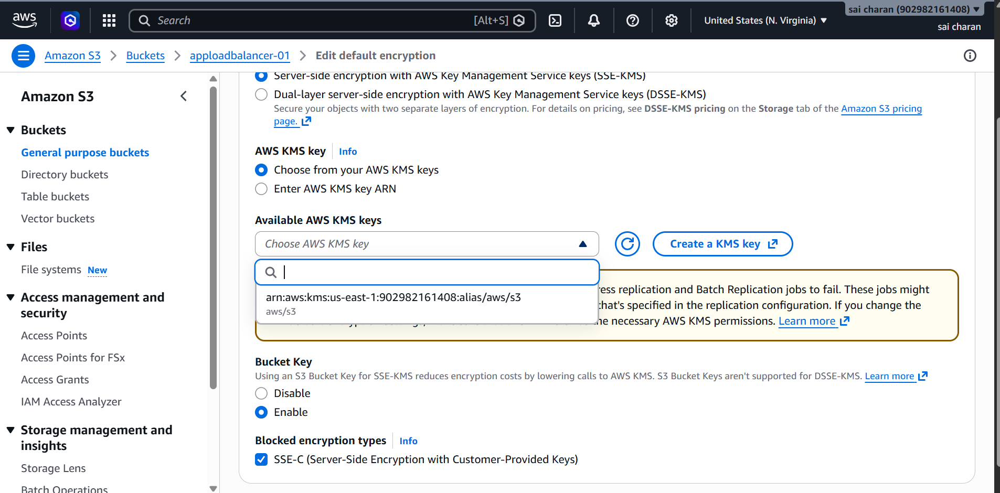 aws
Search
[Alt+S]
United States (N. Virginia)
sai charan (902982161408)
sai charan
Amazon S3
Buckets
apploadbalancer-01
Edit default encryption
Amazon S3
Buckets
General purpose buckets
Directory buckets
Table buckets
Vector buckets
Files
File systems New
Access management and
security
Access Points
Access Points for FSx
Access Grants
IAM Access Analyzer
Storage management and
insights
Storage Lens
Batch Operations
Server-side encryption with AWS Key Management Service keys (SSE-KMS)
Dual-layer server-side encryption with AWS Key Management Service keys (DSSE-KMS)
Secure your objects with two separate layers of encryption. For details on pricing, see DSSE-KMS pricing on the Storage tab of the Amazon S3 pricing
page.
AWS KMS key Info
Choose from your AWS KMS keys
Enter AWS KMS key ARN
Available AWS KMS keys
Choose AWS KMS key
Create a KMS key
arn:aws:kms:us-east-1:902982161408:alias/aws/s3
aws/s3
replication and Batch Replication jobs to fail. These jobs might
that's specified in the replication configuration. If you change the
necessary AWS KMS permissions. Learn more
Bucket Key
Using an S3 Bucket Key for SSE-KMS reduces encryption costs by lowering calls to AWS KMS. S3 Bucket Keys aren't supported for DSSE-KMS. Learn more
Disable
Enable
Blocked encryption types Info
SSE-C (Server-Side Encryption with Customer-Provided Keys)